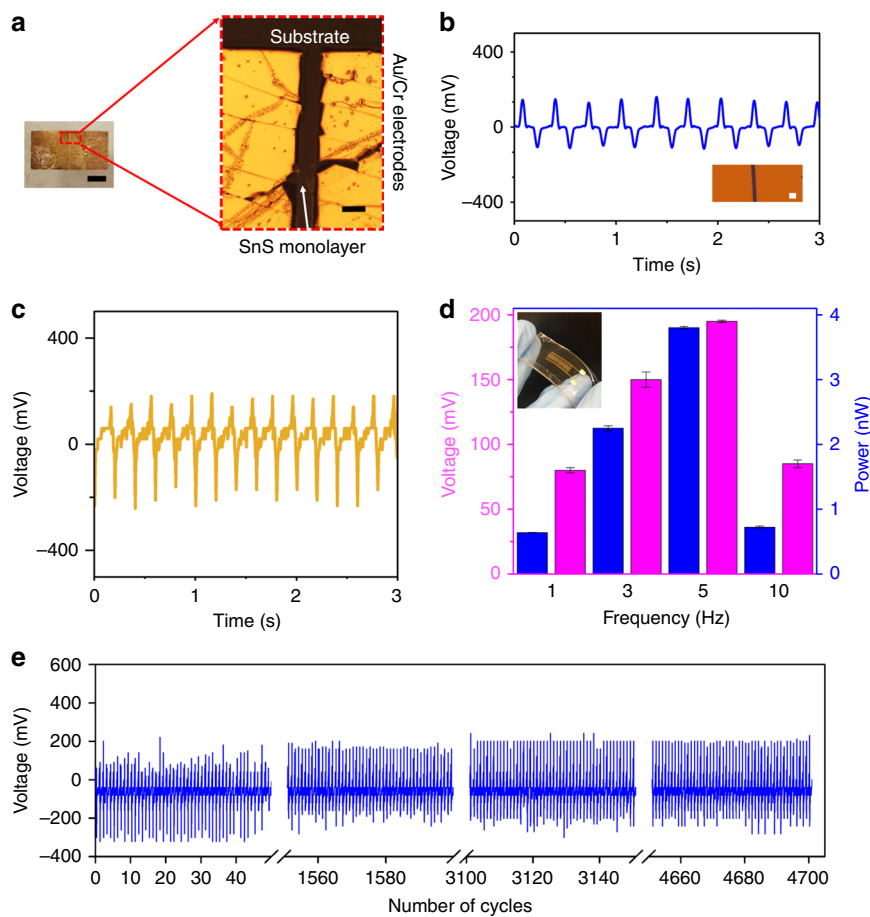 a
Substrate
Au/Cr electrodes
SnS monolayer
b
400
0
−400
Voltage (mV)
0
1
2
3
Time (s)
c
400
0
−400
Voltage (mV)
0
1
2
3
Time (s)
d
200
150
100
50
0
Voltage (mV)
4
3
2
1
0
Power (nW)
1
3
5
10
Frequency (Hz)
e
600
400
200
0
−200
−400
Voltage (mV)
0 10 20 30 40 1560 1580 3100 3120 3140 4660 4680 4700
Number of cycles